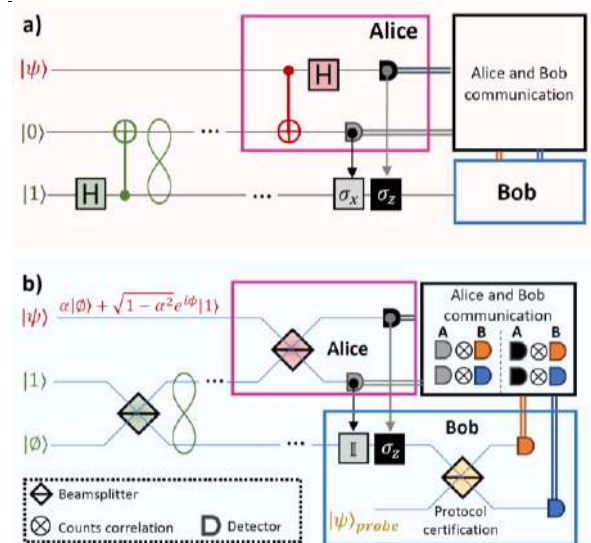 a)
Alice
|ψ⟩
H
Alice and Bob
communication
|0⟩
...
|1⟩
H
...
σx
σz
Bob
b)
α|∅⟩ + √1 − α² e^iϕ|1⟩
|ψ⟩
Alice and Bob
communication
A B A B
Alice
|1⟩
...
|∅⟩
...
𝕀
σz
Bob
Beamsplitter
Counts correlation
Detector
|ψ⟩probe
Protocol
certification